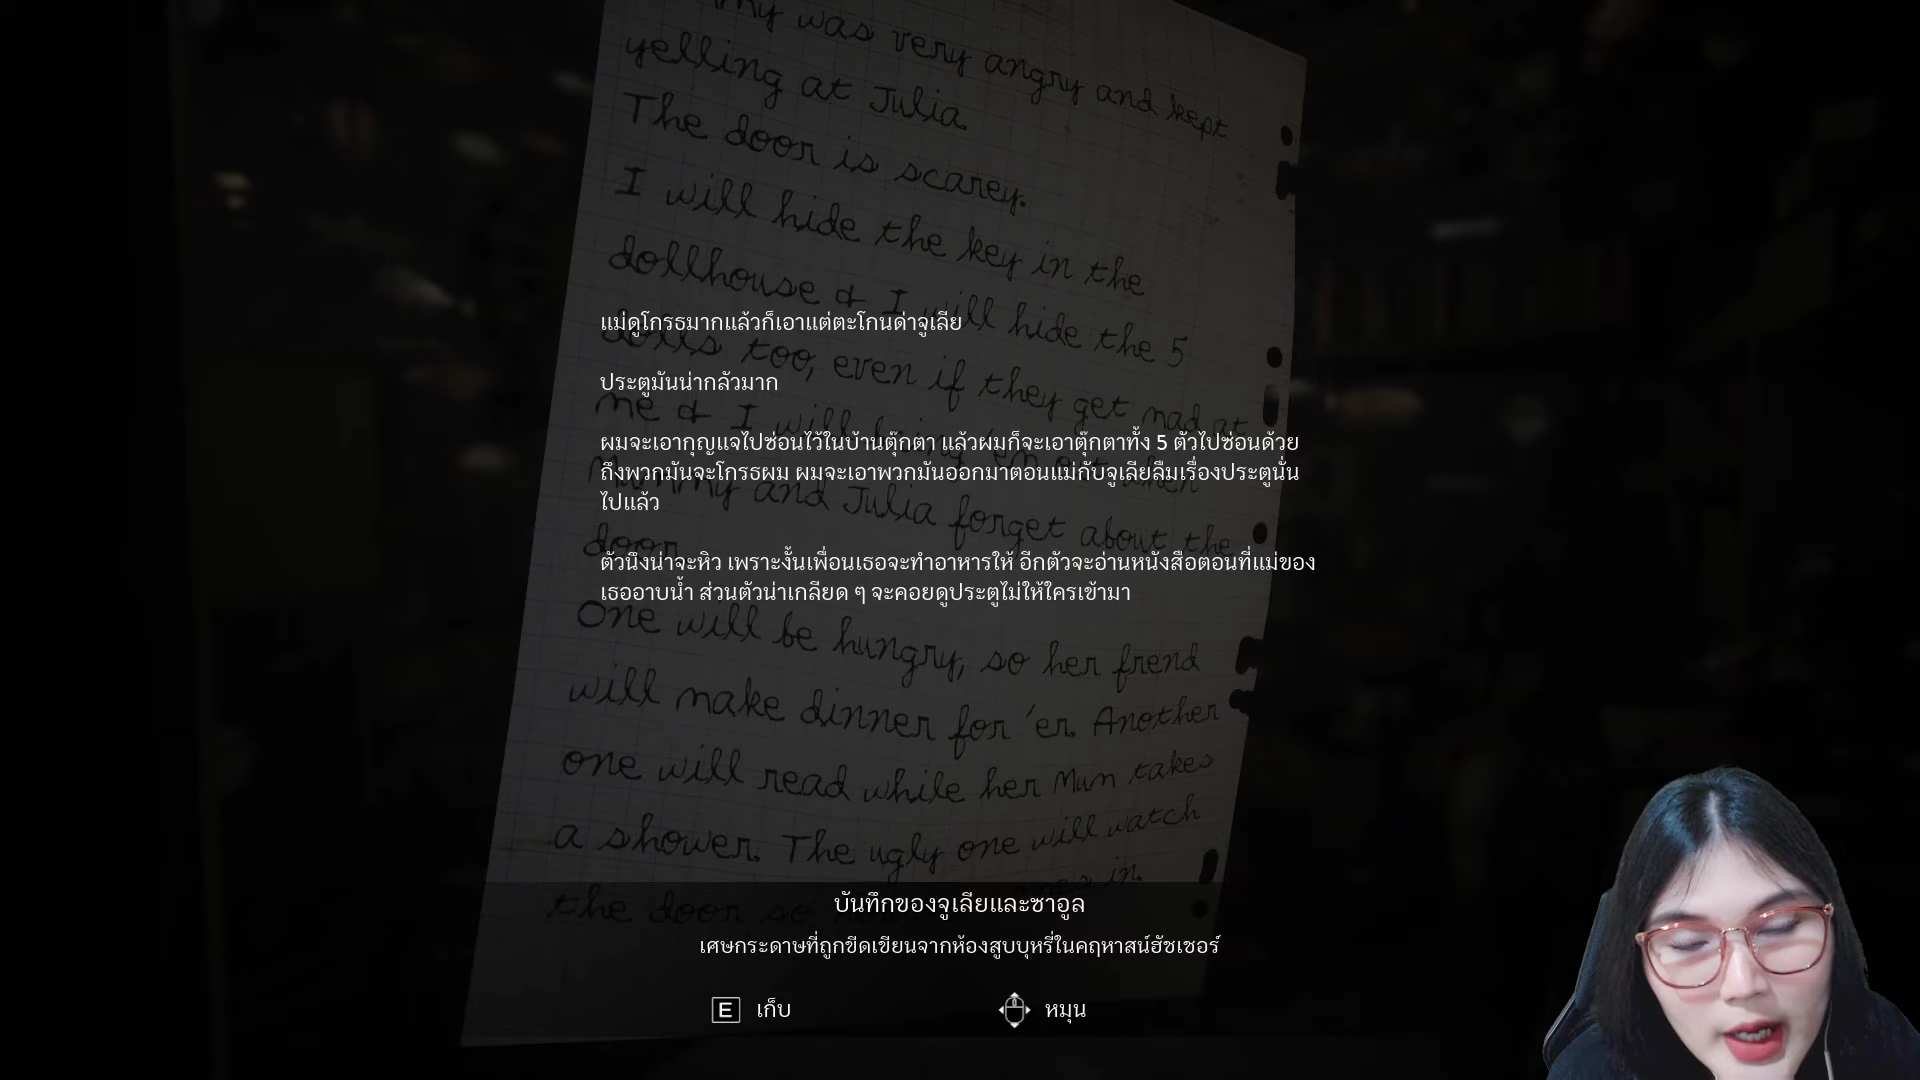 was very angry and kept
yelling at Julia.
The door is scarey.
I will hide the key in the
dollhouse & I will hide the 5
แม่ดูโกรธมากแล้วก็เอาแต่ตะโกนด่าจูเลีย
dolls too, even if they get mad at
ประตูมันน่ากลัวมาก
me & I will bring 'em out when
ผมจะเอากุญแจไปซ่อนไว้ในบ้านตุ๊กตา แล้วผมก็จะเอาตุ๊กตาทั้ง 5 ตัวไปซ่อนด้วย
ถึงพวกมันจะโกรธผม ผมจะเอาพวกมันออกมาตอนแม่กับจูเลียลืมเรื่องประตูนั่น
ไปแล้ว
Mummy and Julia forget about the
door.
ตัวนึงน่าจะหิว เพราะงั้นเพื่อนเธอจะทำอาหารให้ อีกตัวจะอ่านหนังสือตอนที่แม่ของ
เธออาบน้ำ ส่วนตัวน่าเกลียด ๆ จะคอยดูประตูไม่ให้ใครเข้ามา
One will be hungry, so her frend
will make dinner for 'er. Another
one will read while her Mum takes
a shower. The ugly one will watch
the door so in.
บันทึกของจูเลียและซาอูล
เศษกระดาษที่ถูกขีดเขียนจากห้องสูบบุหรี่ในคฤหาสน์ฮัชเชอร์
E เก็บ
หมุน